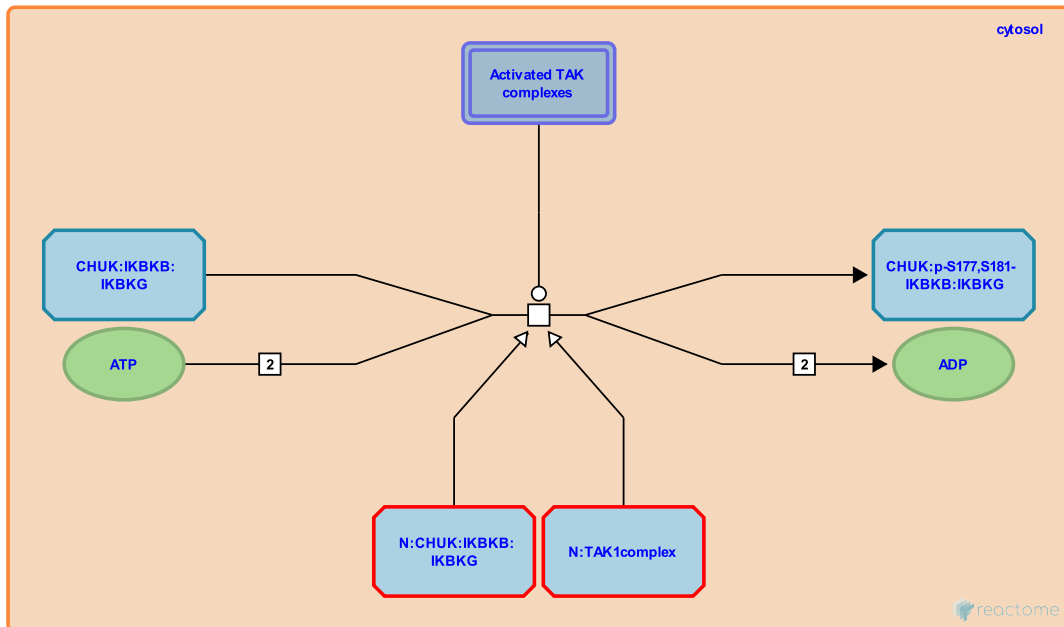 cytosol
Activated TAK
complexes
CHUK:IKBKB:
IKBKG
CHUK:p-S177,S181-
IKBKB:IKBKG
ATP
2
2
ADP
N:CHUK:IKBKB:
IKBKG
N:TAK1complex
reactome